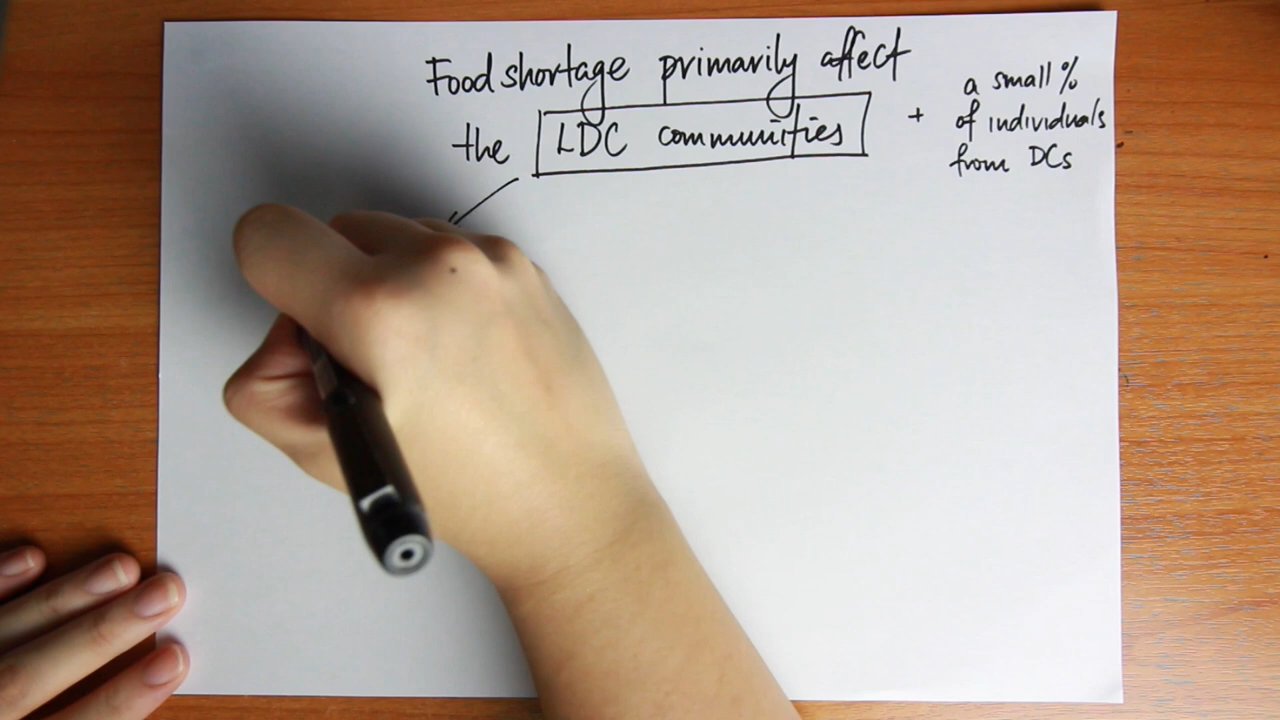 Food shortage primarily affect
the LDC communities
+ a small %
of individuals
from DCs